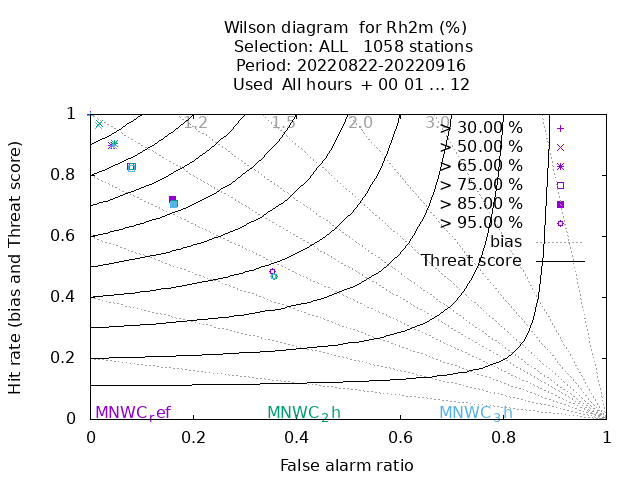 Wilson diagram for Rh2m (%)
Selection: ALL 1058 stations
Period: 20220822-20220916
Used All hours + 00 01 ... 12
1.2 1.5 2.0 3.0
> 30.00 %
> 50.00 %
> 65.00 %
> 75.00 %
> 85.00 %
> 95.00 %
bias
Threat score
Hit rate (bias and Threat score)
1
0.8
0.6
0.4
0.2
0
MNWCref MNWC2h MNWC3h
0 0.2 0.4 0.6 0.8 1
False alarm ratio